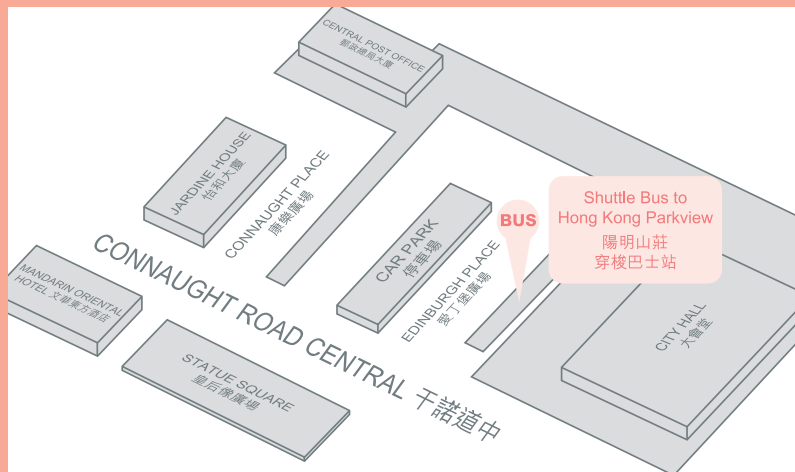 CENTRAL POST OFFICE
郵政總局大廈
JARDINE HOUSE
怡和大廈
CONNAUGHT PLACE
康樂廣場
CAR PARK
停車場
EDINBURGH PLACE
愛丁堡廣場
BUS
Shuttle Bus to
Hong Kong Parkview
陽明山莊
穿梭巴士站
CITY HALL
大會堂
MANDARIN ORIENTAL
HOTEL 文華東方酒店
CONNAUGHT ROAD CENTRAL 干諾道中
STATUE SQUARE
皇后像廣場